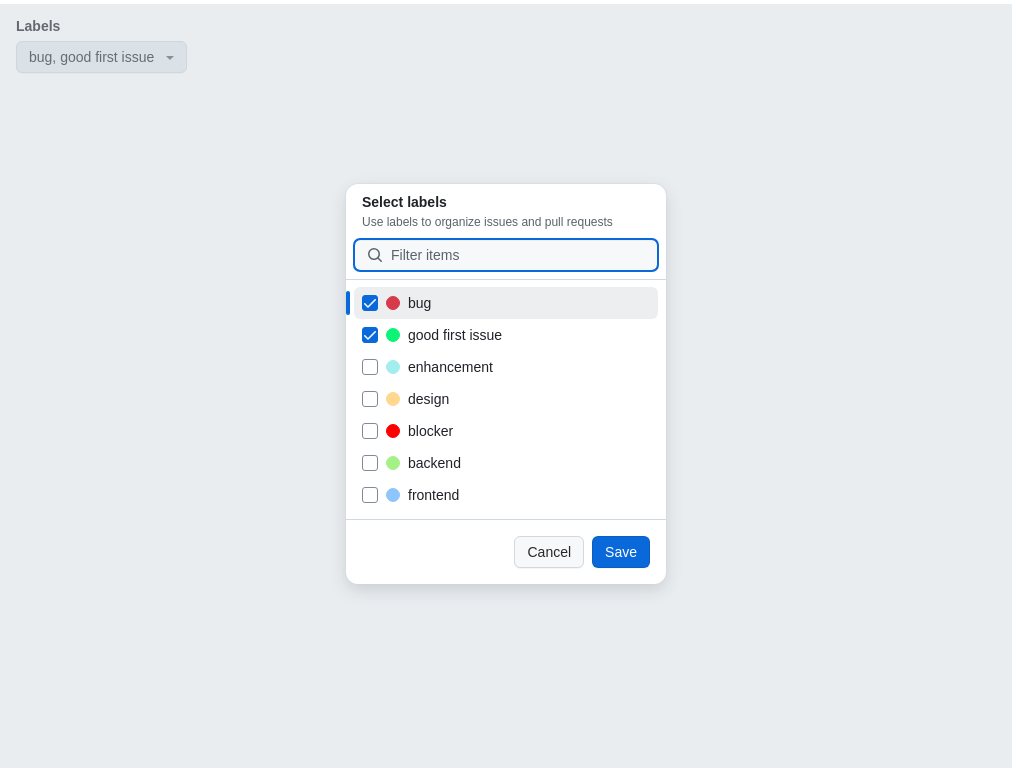 Labels
bug, good first issue
Select labels
Use labels to organize issues and pull requests
Filter items
bug
good first issue
enhancement
design
blocker
backend
frontend
Cancel
Save